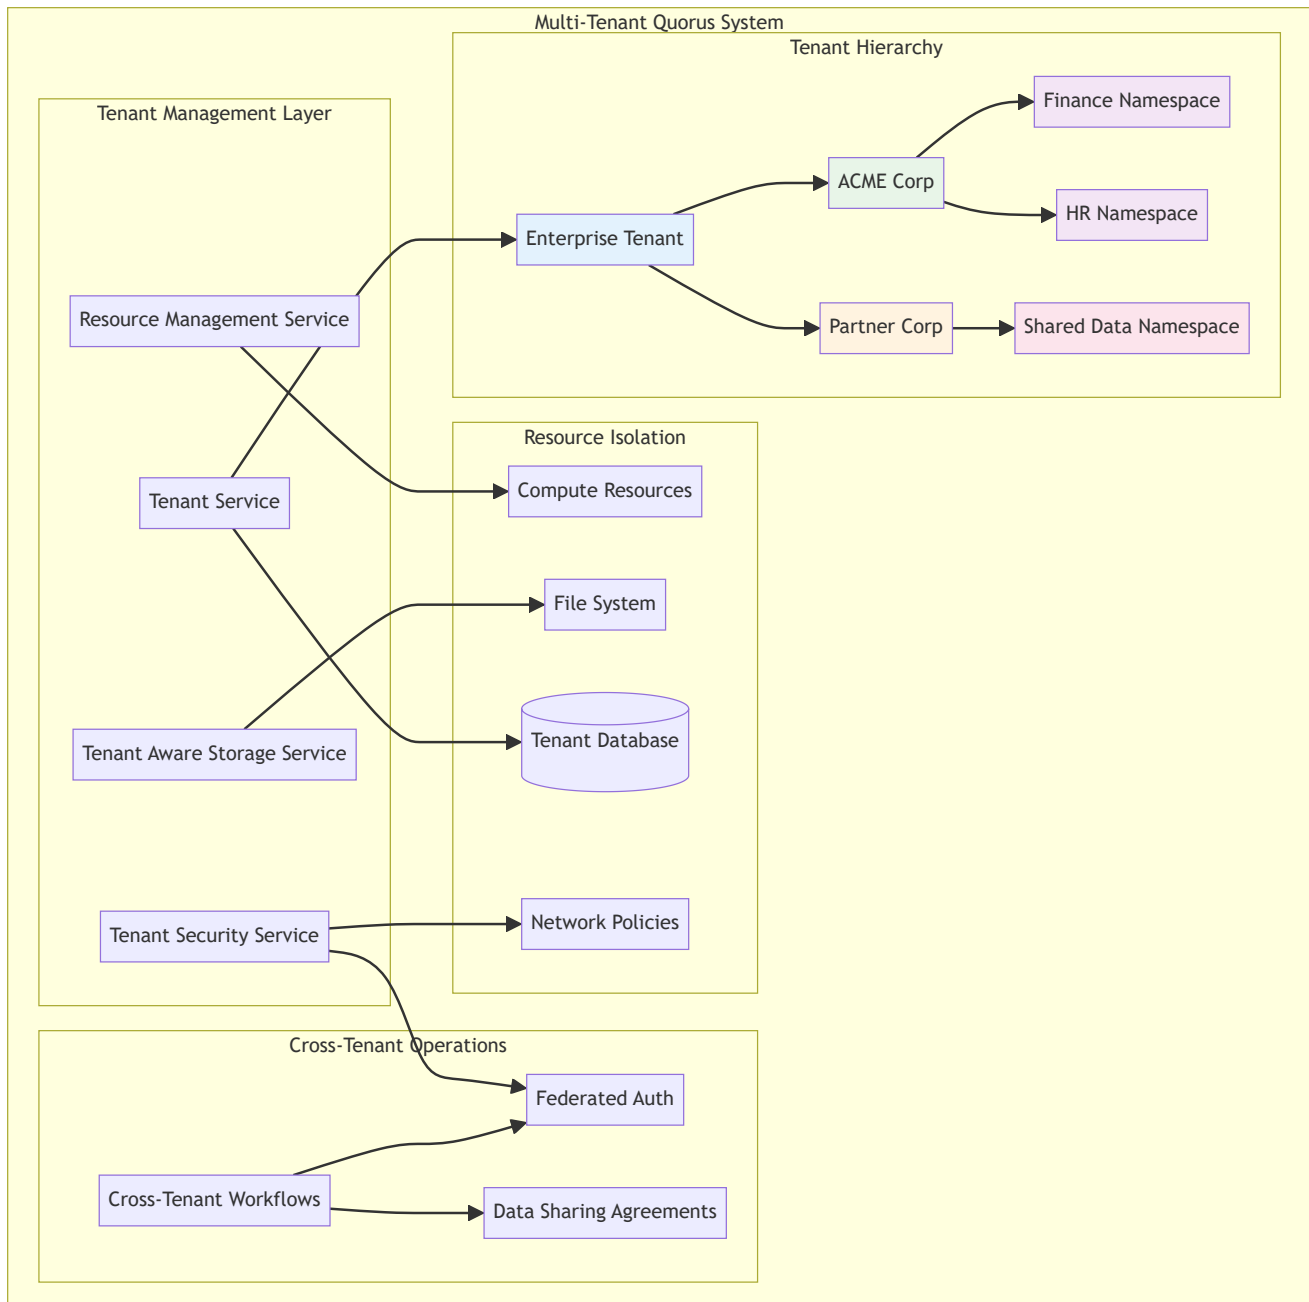 Multi-Tenant Quorus System
Tenant Hierarchy
Finance Namespace
ACME Corp
HR Namespace
Enterprise Tenant
Partner Corp
Shared Data Namespace
Tenant Management Layer
Resource Management Service
Tenant Service
Tenant Aware Storage Service
Tenant Security Service
Resource Isolation
Compute Resources
File System
Tenant Database
Network Policies
Cross-Tenant Operations
Federated Auth
Cross-Tenant Workflows
Data Sharing Agreements